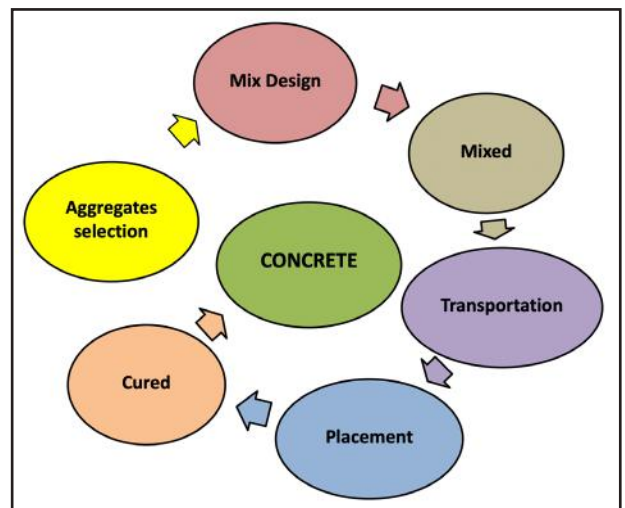 Mix Design
Mixed
Aggregates
selection
CONCRETE
Transportation
Cured
Placement